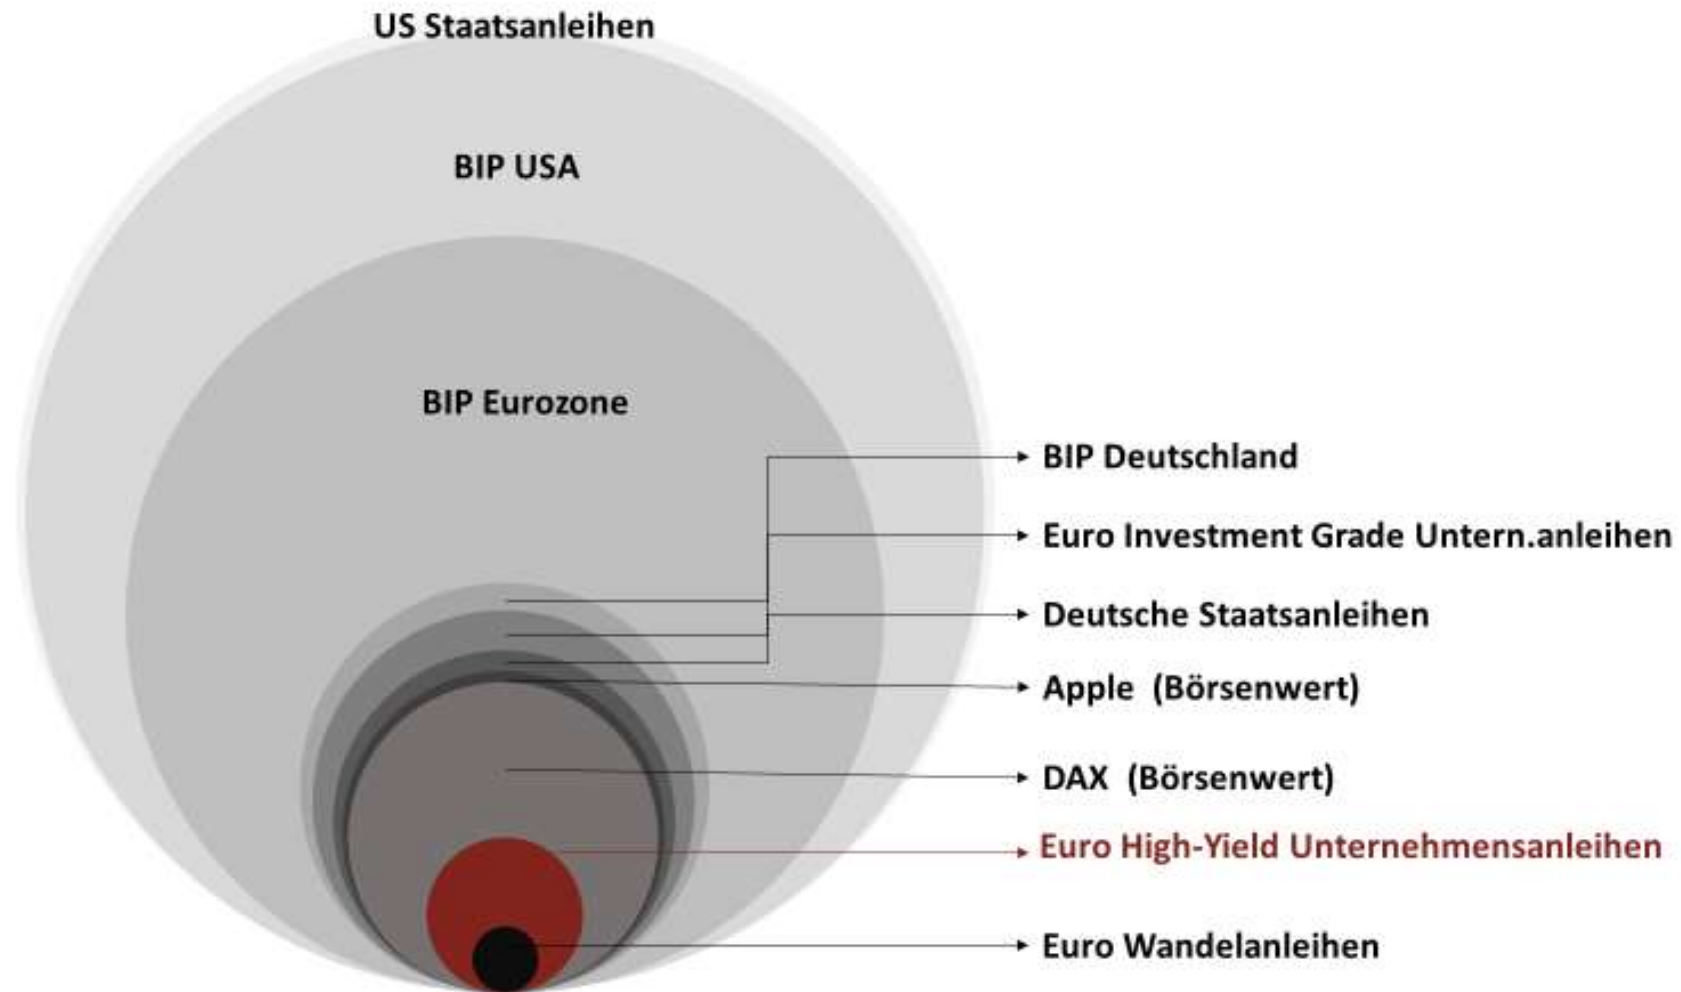 US Staatsanleihen
BIP USA
BIP Eurozone
BIP Deutschland
Euro Investment Grade Untern.anleihen
Deutsche Staatsanleihen
Apple (Börsenwert)
DAX (Börsenwert)
Euro High-Yield Unternehmensanleihen
Euro Wandelanleihen